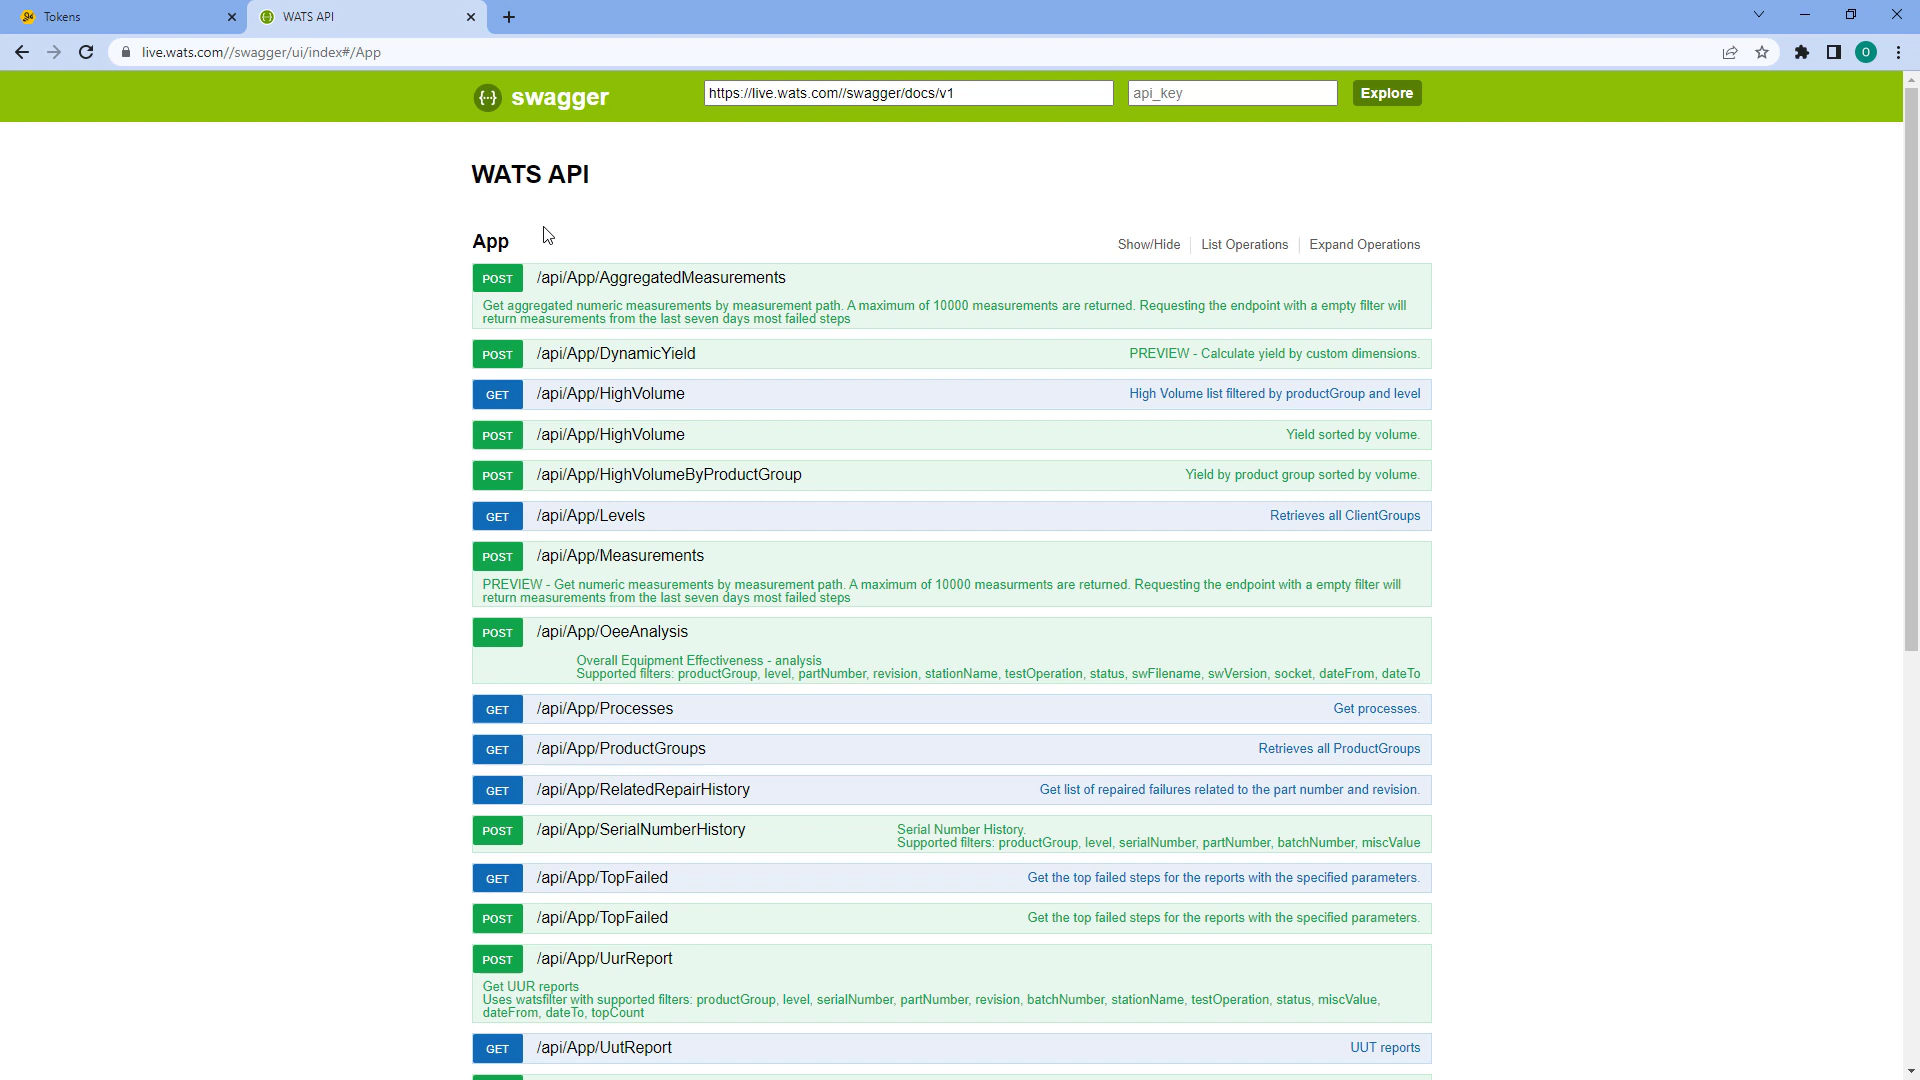 Tokens
WATS API
live.wats.com//swagger/ui/index#/App
O
{··} swagger
https://live.wats.com//swagger/docs/v1
api_key
Explore
WATS API
App
Show/Hide
List Operations
Expand Operations
POST /api/App/AggregatedMeasurements
Get aggregated numeric measurements by measurement path. A maximum of 10000 measurements are returned. Requesting the endpoint with a empty filter will
return measurements from the last seven days most failed steps
POST /api/App/DynamicYield PREVIEW - Calculate yield by custom dimensions.
GET /api/App/HighVolume High Volume list filtered by productGroup and level
POST /api/App/HighVolume Yield sorted by volume.
POST /api/App/HighVolumeByProductGroup Yield by product group sorted by volume.
GET /api/App/Levels Retrieves all ClientGroups
POST /api/App/Measurements
PREVIEW - Get numeric measurements by measurement path. A maximum of 10000 measurments are returned. Requesting the endpoint with a empty filter will
return measurements from the last seven days most failed steps
POST /api/App/OeeAnalysis
Overall Equipment Effectiveness - analysis
Supported filters: productGroup, level, partNumber, revision, stationName, testOperation, status, swFilename, swVersion, socket, dateFrom, dateTo
GET /api/App/Processes Get processes.
GET /api/App/ProductGroups Retrieves all ProductGroups
GET /api/App/RelatedRepairHistory Get list of repaired failures related to the part number and revision.
POST /api/App/SerialNumberHistory Serial Number History.
Supported filters: productGroup, level, serialNumber, partNumber, batchNumber, miscValue
GET /api/App/TopFailed Get the top failed steps for the reports with the specified parameters.
POST /api/App/TopFailed Get the top failed steps for the reports with the specified parameters.
POST /api/App/UurReport
Get UUR reports
Uses watsfilter with supported filters: productGroup, level, serialNumber, partNumber, revision, batchNumber, stationName, testOperation, status, miscValue,
dateFrom, dateTo, topCount
GET /api/App/UutReport UUT reports